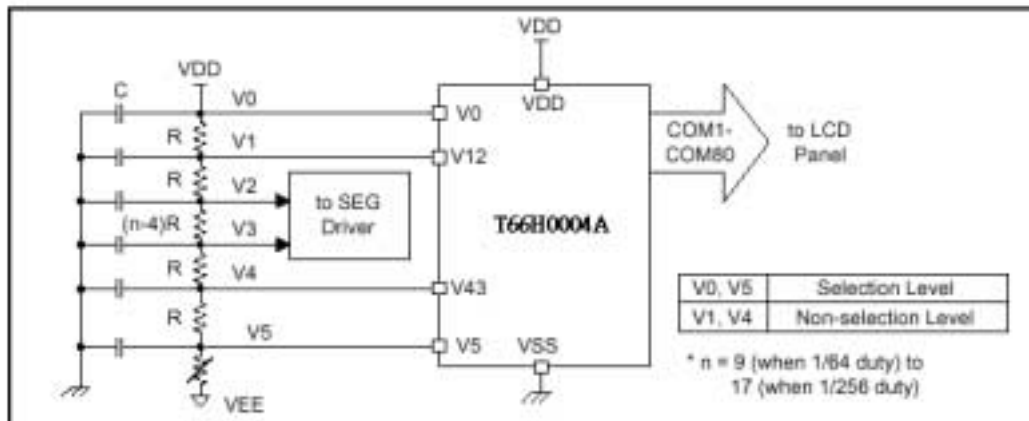 VDD
VDD
C
V0
V0
VDD
R
V1
V12
COM1-
COM80
to LCD
Panel
R
V2
to SEG
Driver
(n-4)R
V3
T66H0004A
R
V4
V43
V0, V5 Selection Level
V1, V4 Non-selection Level
R
V5
V5
VSS
* n = 9 (when 1/64 duty) to
17 (when 1/256 duty)
VEE